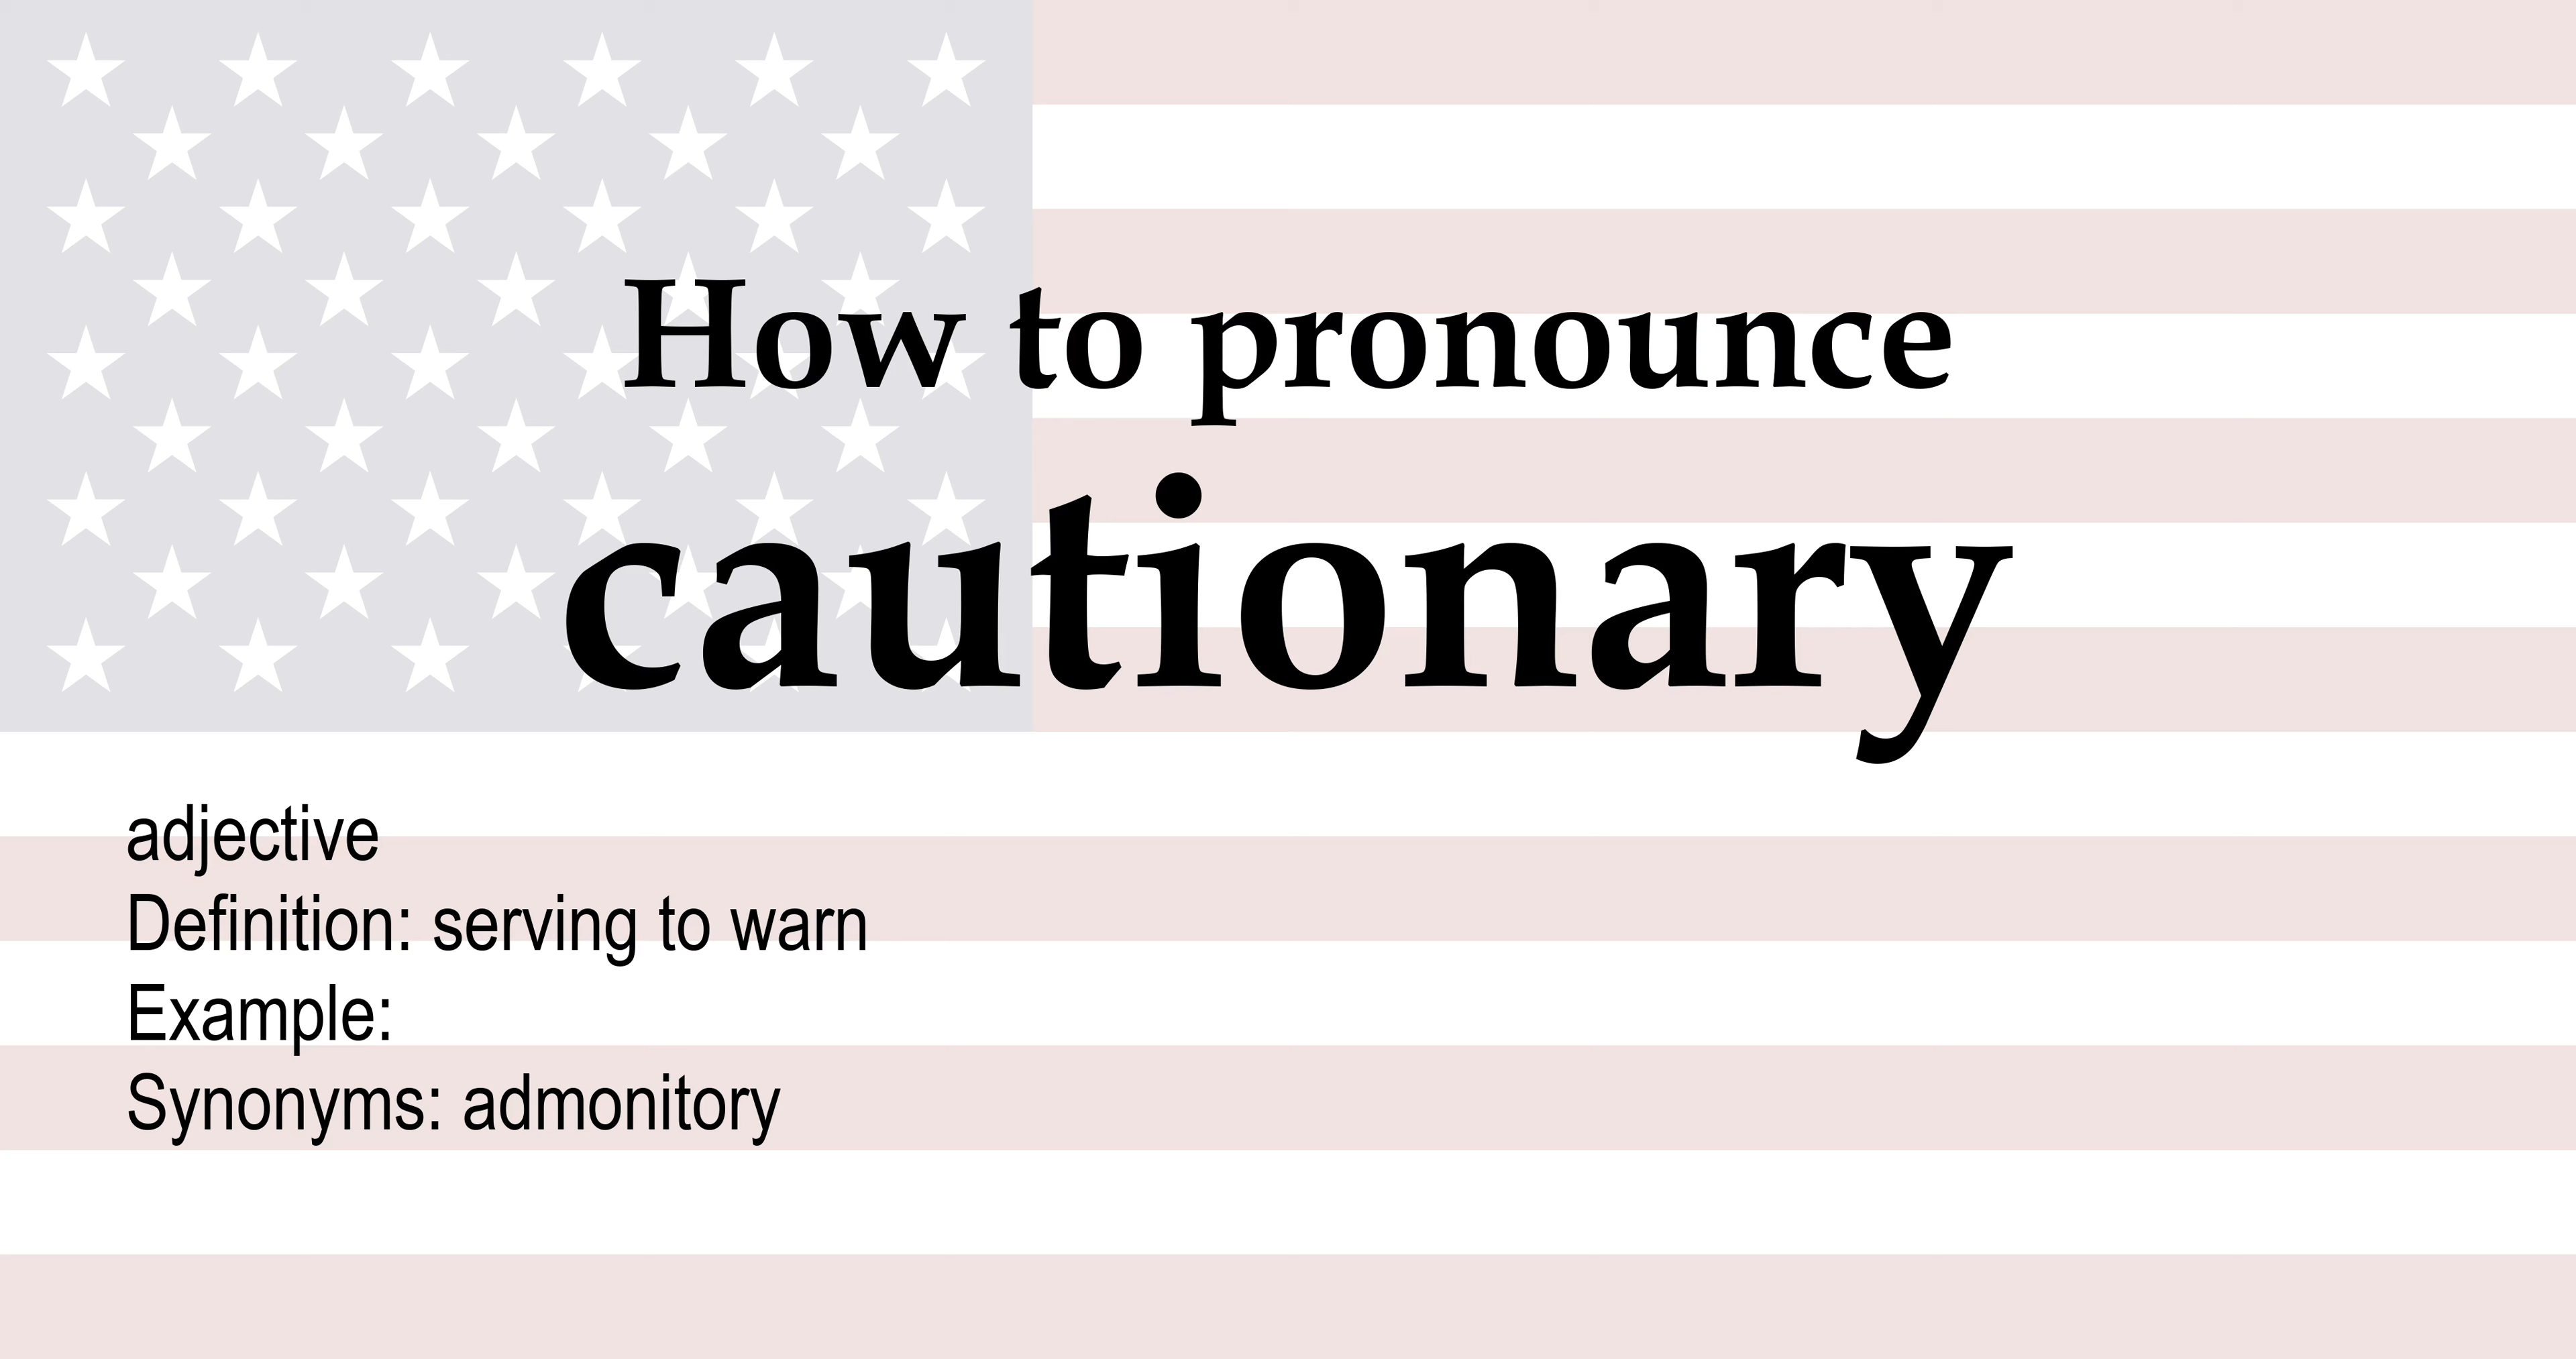 How to pronounce
cautionary
adjective
Definition: serving to warn
Example:
Synonyms: admonitory